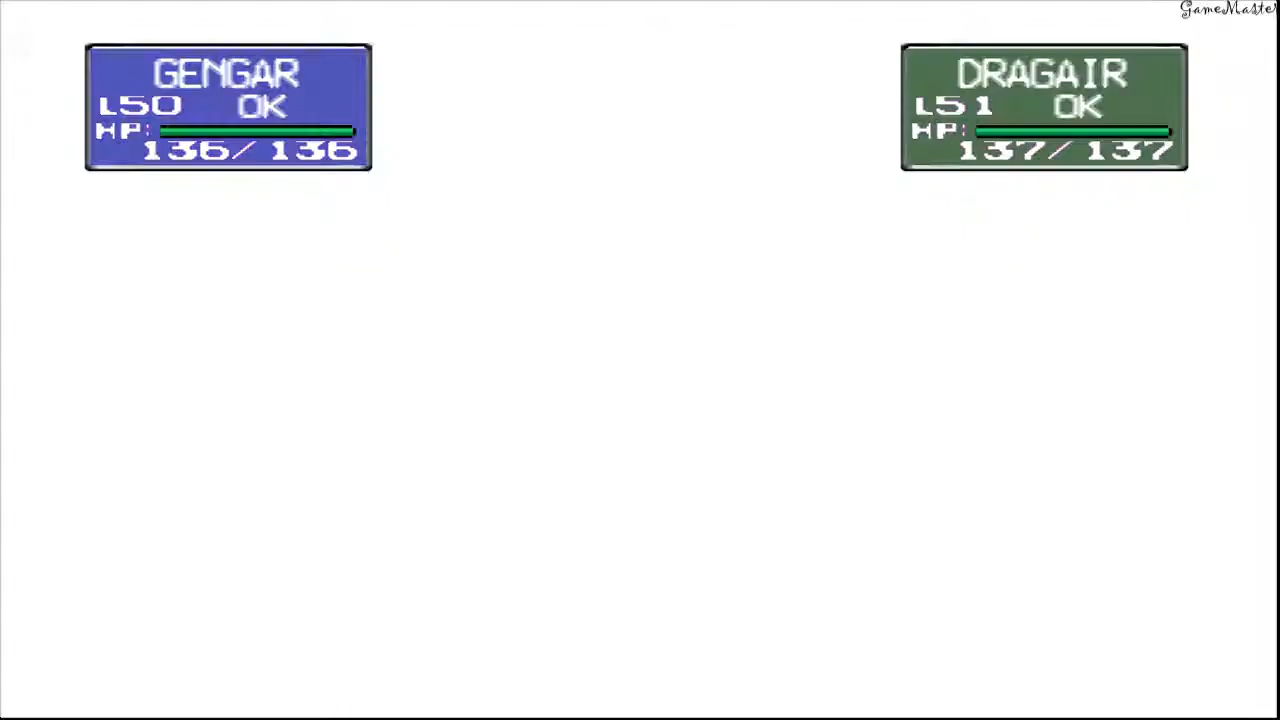 GameMaster
GENGAR
L50 OK
HP:
136/136
DRAGAIR
L51 OK
HP:
137/137